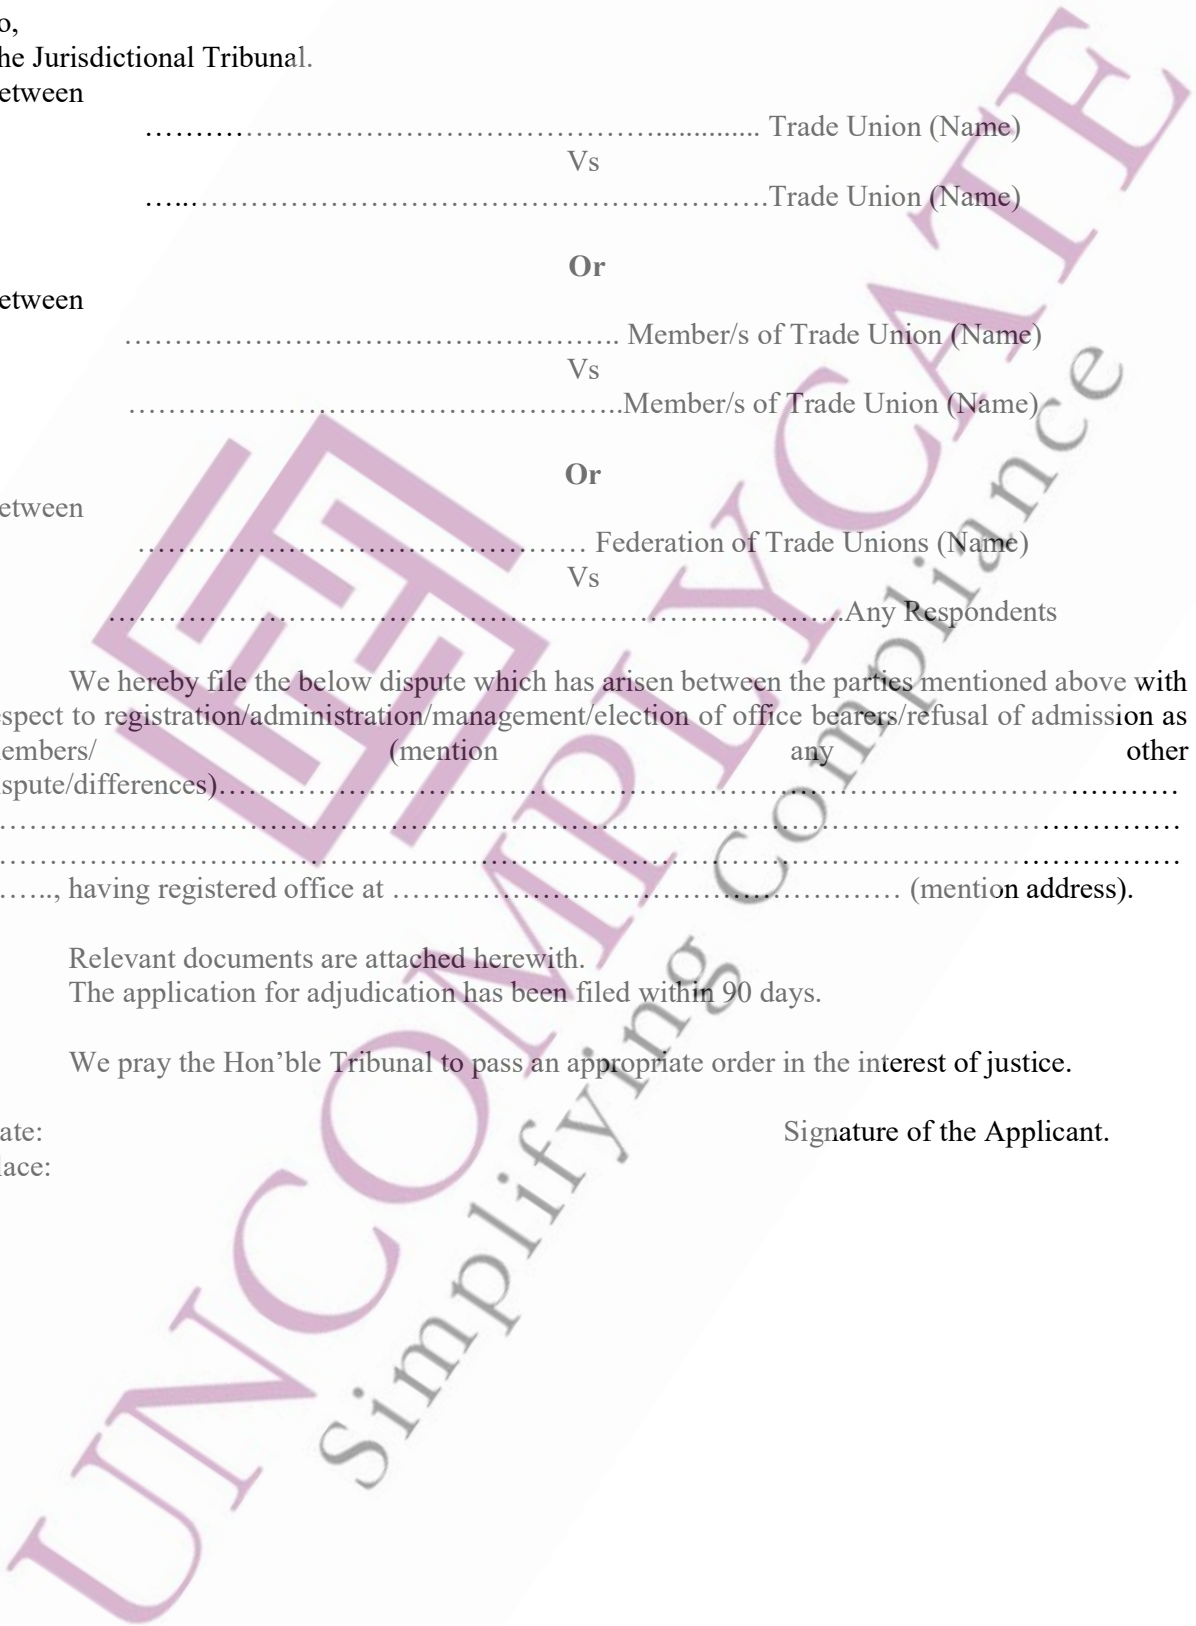 o,
he Jurisdictional Tribunal.
etween
……………………………………………............. Trade Union (Name)
Vs
…..………………………………………………….Trade Union (Name)
Or
etween
………………………………………….. Member/s of Trade Union (Name)
Vs
…………………………………………..Member/s of Trade Union (Name)
Or
etween
……………………………………… Federation of Trade Unions (Name)
Vs
………………………………………………………………..Any Respondents
We hereby file the below dispute which has arisen between the parties mentioned above with
espect to registration/administration/management/election of office bearers/refusal of admission as
embers/ (mention any other
spute/differences)……………………………………………………………………………………
…………………………………………………………………………………………………………
…………………………………………………………………………………………………………
….., having registered office at …………………………………………… (mention address).
Relevant documents are attached herewith.
The application for adjudication has been filed within 90 days.
We pray the Hon’ble Tribunal to pass an appropriate order in the interest of justice.
ate: Signature of the Applicant.
lace:
UNCOMPLYCATE
Simplifying Compliance